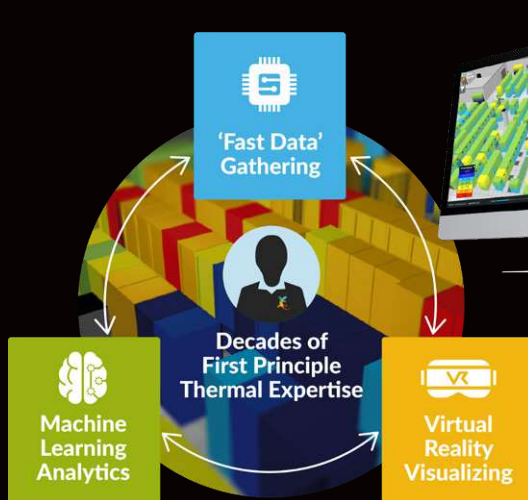 'Fast Data'
Gathering
Decades of
First Principle
Thermal Expertise
Machine
Learning
Analytics
VR
Virtual
Reality
Visualizing